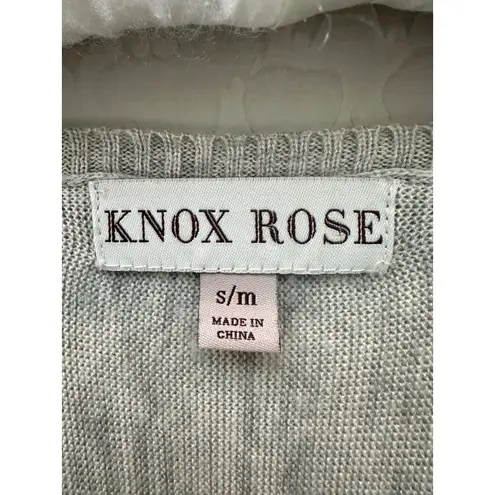 KNOX ROSE
s/m
MADE IN
CHINA